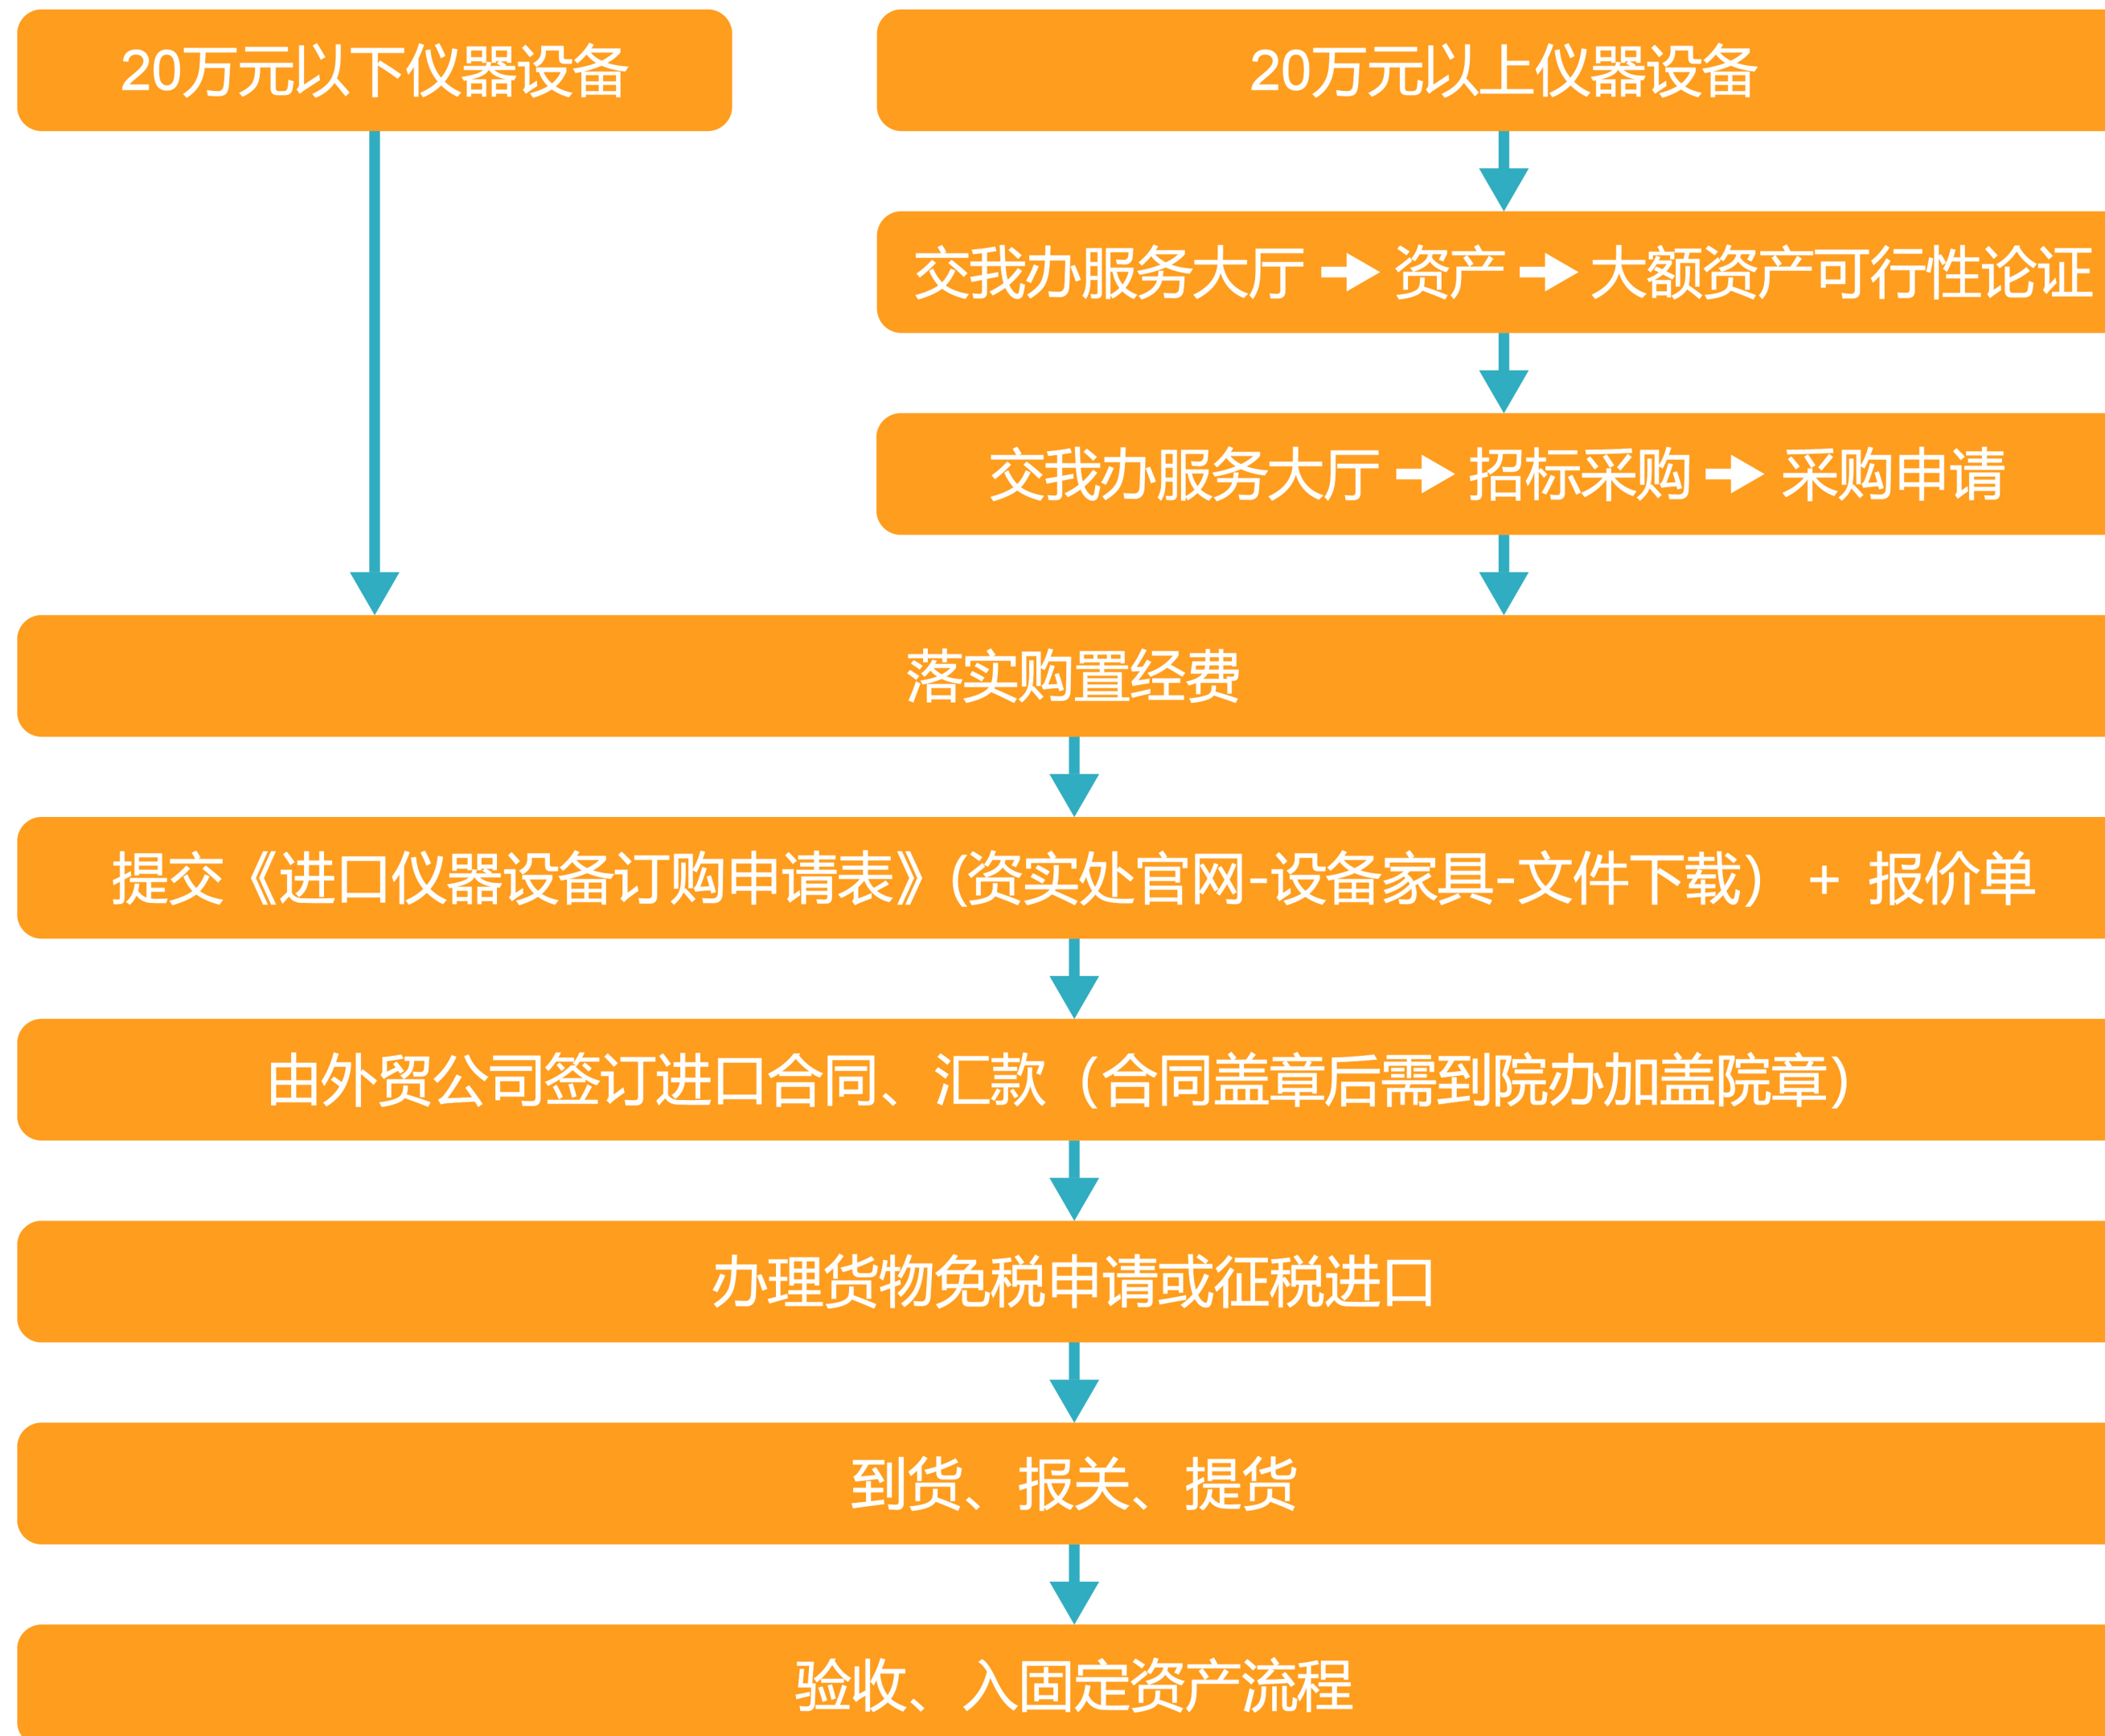 20万元以下仪器设备
20万元以上仪器设备
交我办服务大厅 → 资产 → 大额资产可行性论证
交我办服务大厅 → 招标采购 → 采购申请
落实购置经费
提交《进口仪器设备订购申请表》（资实处官网-设备家具-文件下载） + 报价单
由外贸公司签订进口合同、汇款（合同盖章后需到院办加盖院章）
办理货物免税申请或征税进口
到货、报关、提货
验收、入固定资产流程